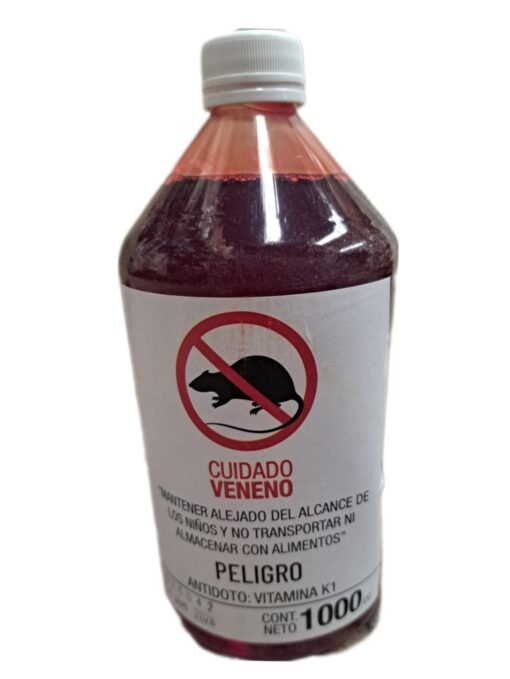 CUIDADO
VENENO
"MANTENER ALEJADO DEL ALCANCE DE
LOS NIÑOS Y NO TRANSPORTAR NI
ALMACENAR CON ALIMENTOS"
PELIGRO
ANTIDOTO: VITAMINA K1
CONT.
NETO 1000 CC